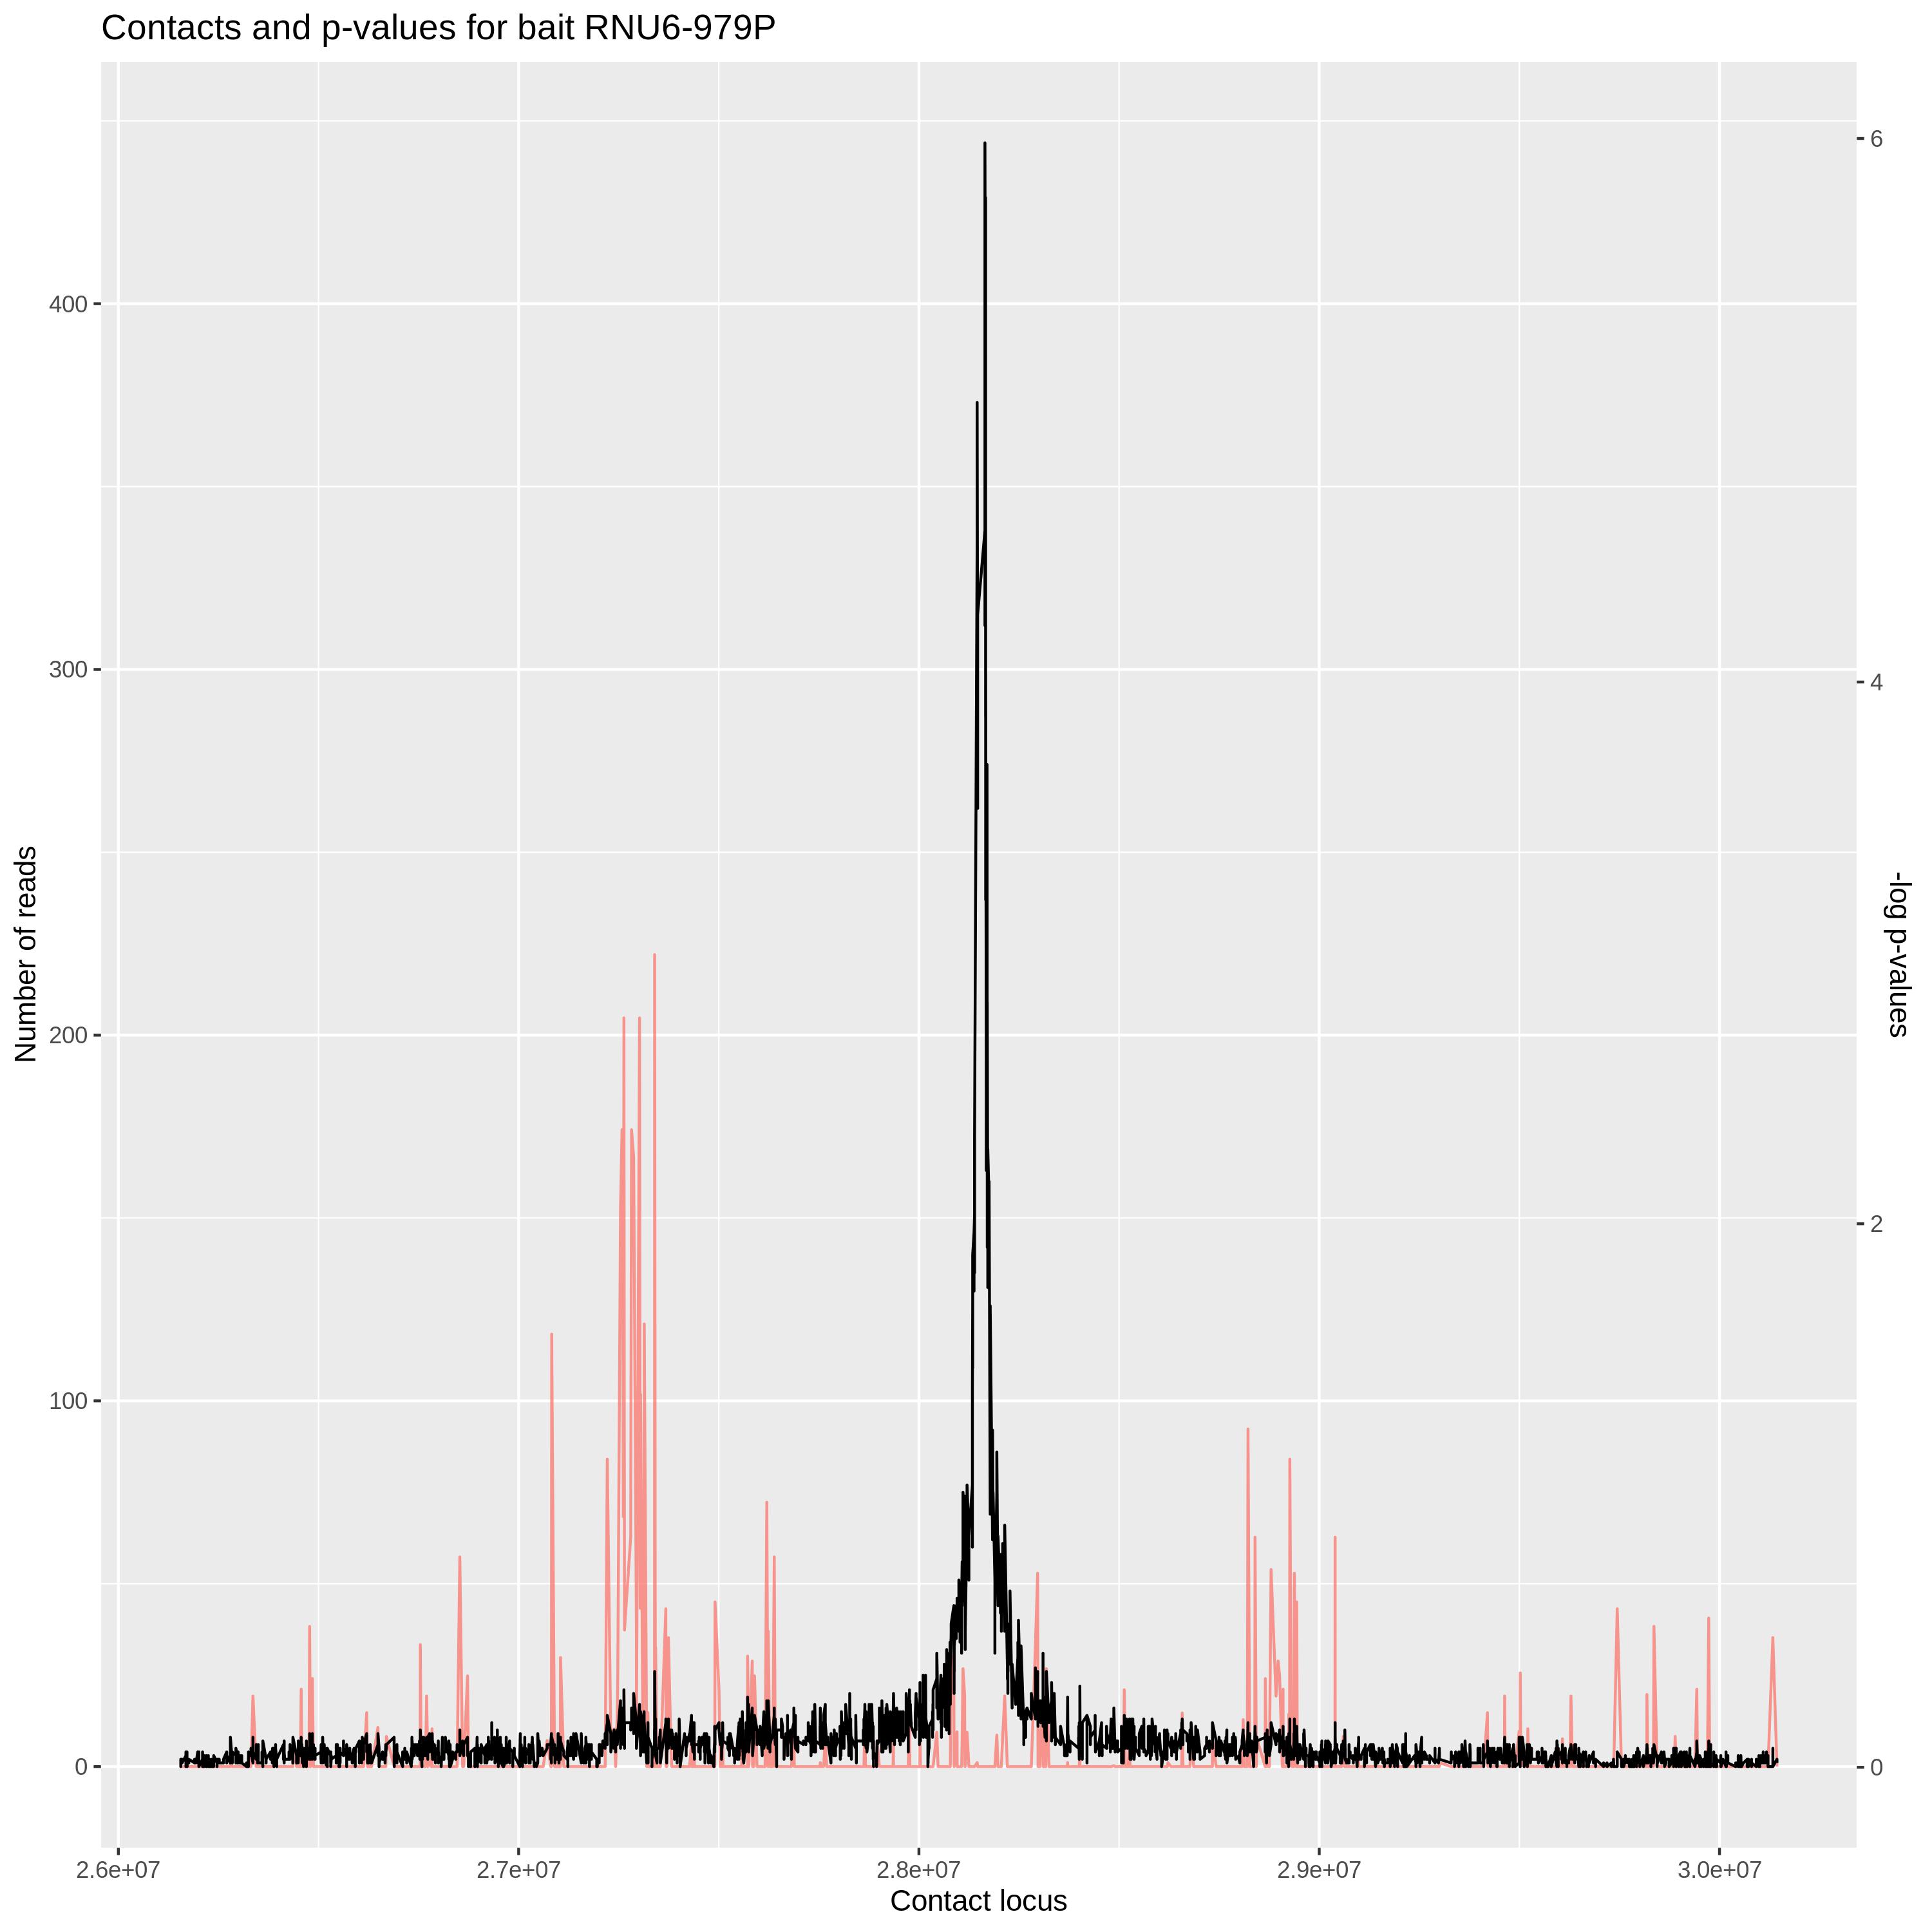 Contacts and p-values for bait RNU6-979P
Number of reads
400
300
200
100
0
6
4
2
0
-log p-values
2.6e+07
2.7e+07
2.8e+07
2.9e+07
3.0e+07
Contact locus